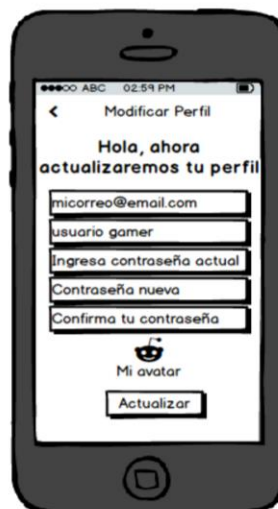 ABC 02:59 PM
Modificar Perfil
Hola, ahora
actualizaremos tu perfil
micorreo@email.com
usuario gamer
Ingresa contraseña actual
Contraseña nueva
Confirma tu contraseña
Mi avatar
Actualizar